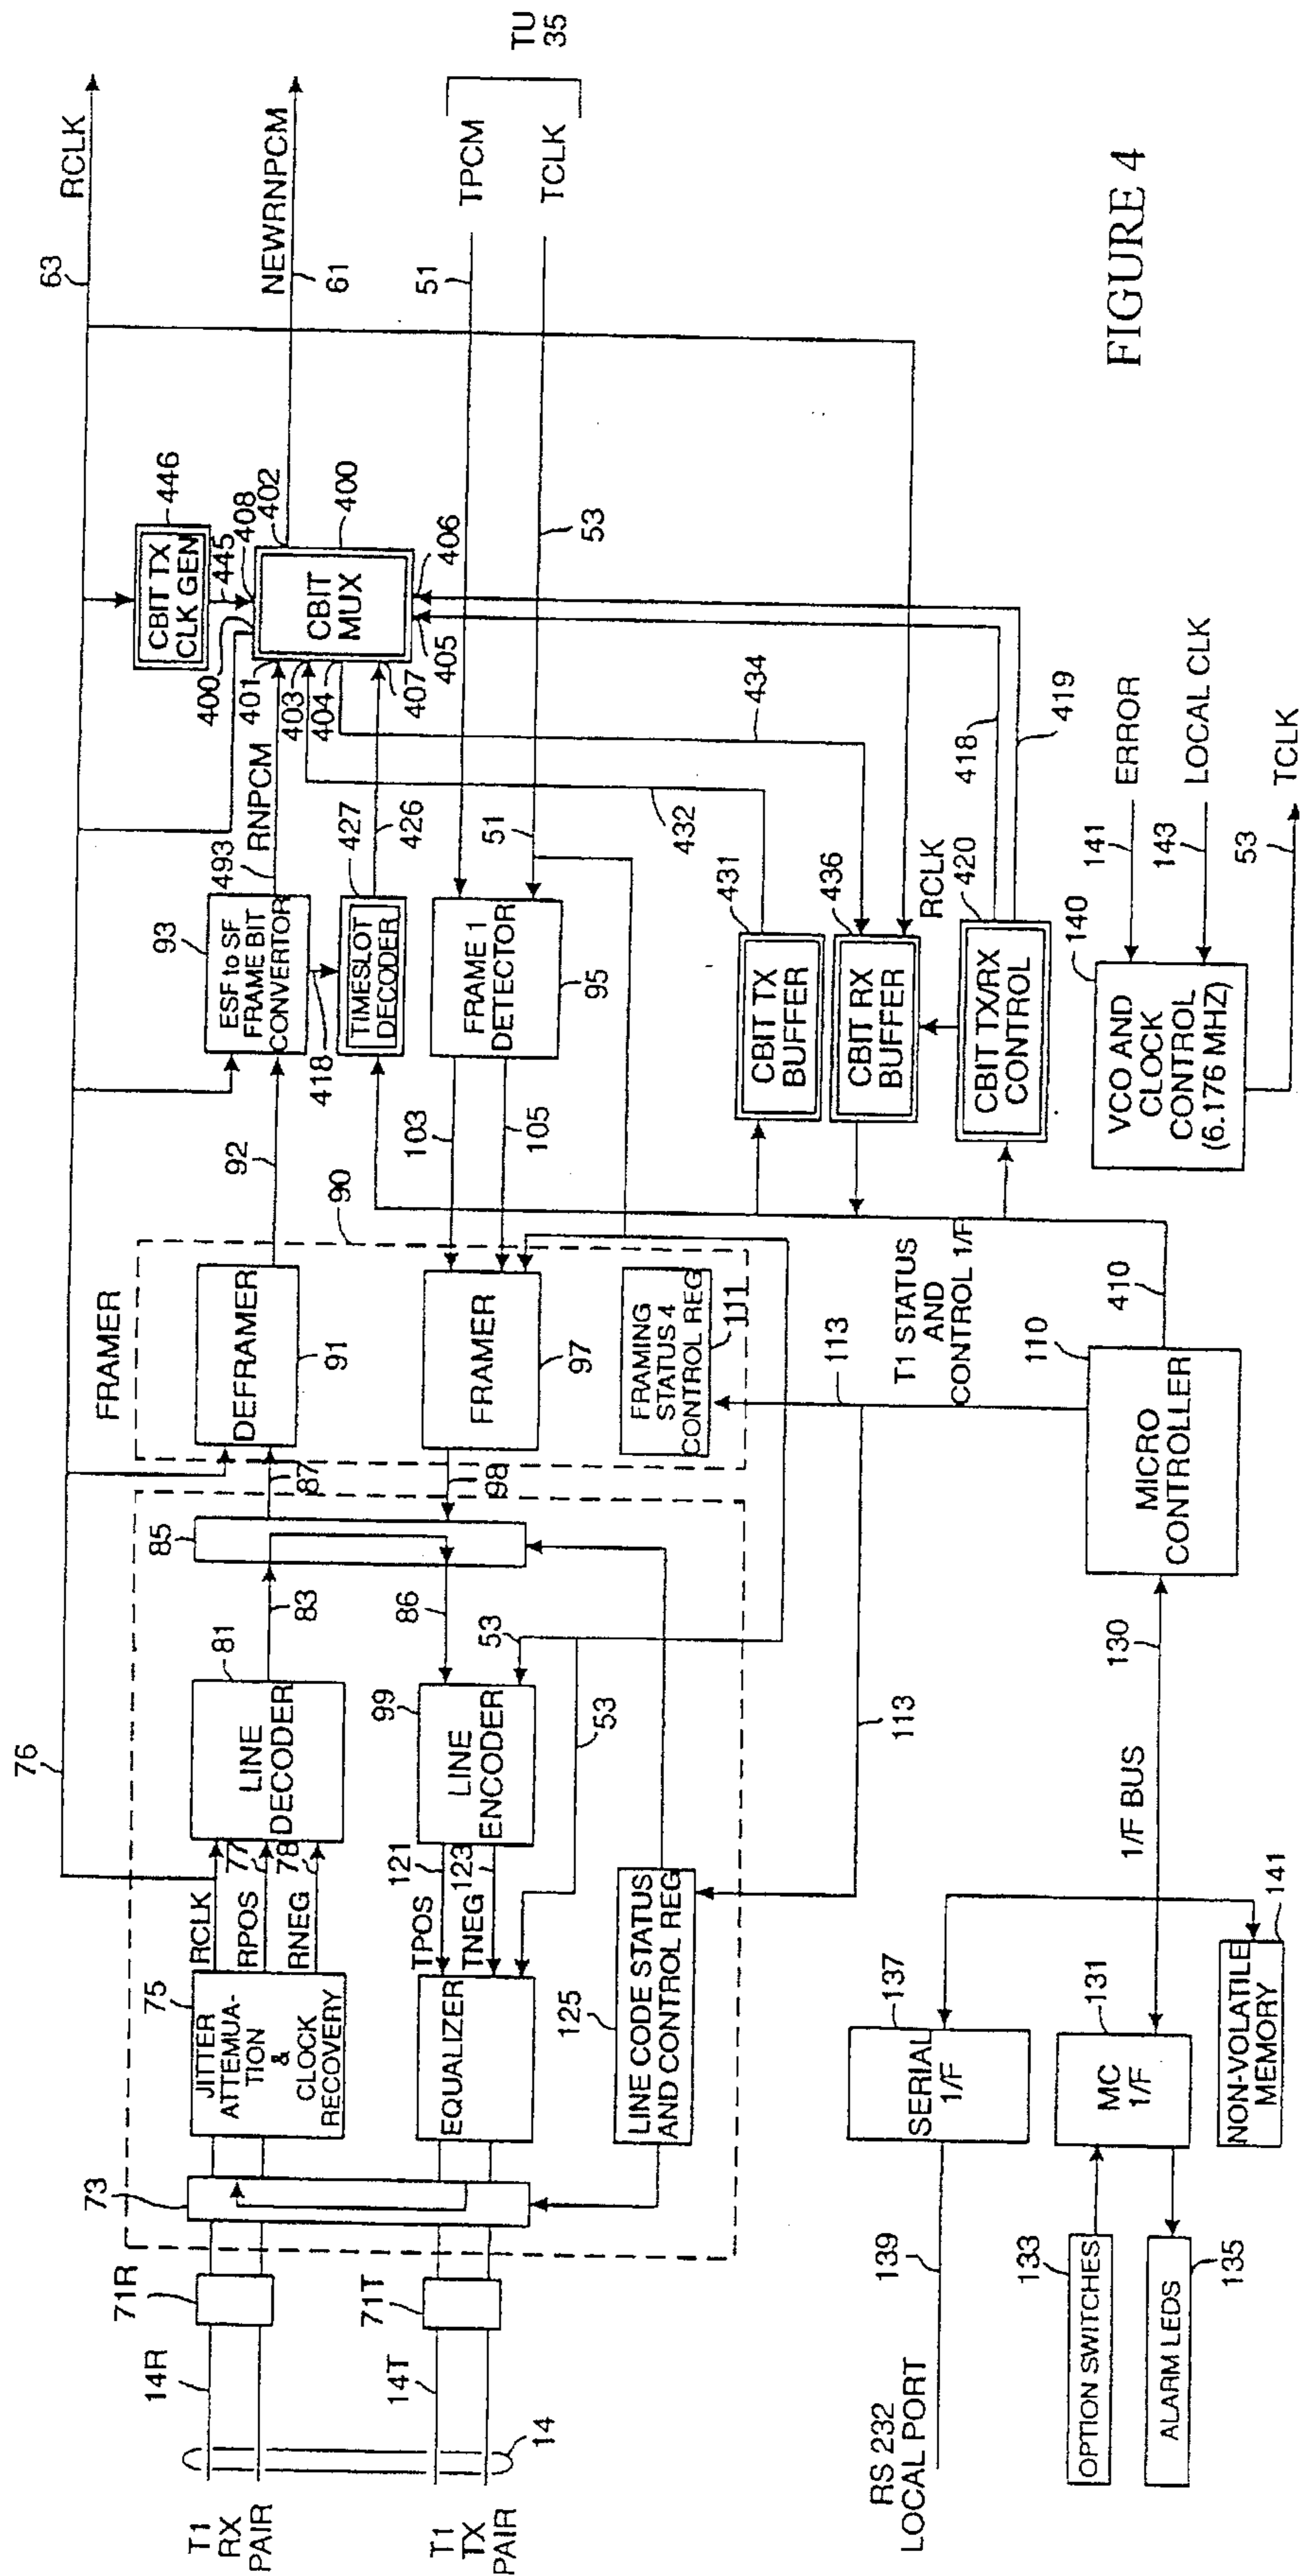 T1
RX
PAIR
T1
TX
PAIR
14
14R
14T
71R
71T
73
JITTER
ATTEMUA-
TION
&
CLOCK
RECOVERY
75
RCLK
RPOS
RNEG
77
78
76
LINE
DECODER
81
83
85
87
EQUALIZER
TPOS
TNEG
121
123
LINE
ENCODER
99
86
53
53
98
LINE CODE STATUS
AND CONTROL REG
125
113
FRAMER
DEFRAMER
91
90
92
FRAMER
97
103
105
FRAMING
STATUS 4
CONTROL REG
111
113
ESF to SF
FRAME BIT
CONVERTOR
93
493
RNPCM
418
TIMESLOT
DECODER
427
426
FRAME 1
DETECTOR
95
51
CBIT TX
CLK GEN
446
445
408
402
400
401
403
404
407
405
406
400
CBIT
MUX
63
RCLK
NEWRNPCM
61
51
TPCM
53
TCLK
TU
35
CBIT TX
BUFFER
431
432
434
CBIT RX
BUFFER
436
RCLK
CBIT TX/RX
CONTROL
420
418
419
T1 STATUS
AND
CONTROL 1/F
410
MICRO
CONTROLLER
110
130
1/F BUS
SERIAL
1/F
137
139
RS 232
LOCAL PORT
MC
1/F
131
OPTION SWITCHES
133
ALARM LEDS
135
NON-VOLATILE
MEMORY
141
VCO AND
CLOCK
CONTROL
(6.176 MHZ)
140
141
ERROR
143
LOCAL CLK
53
TCLK
FIGURE 4